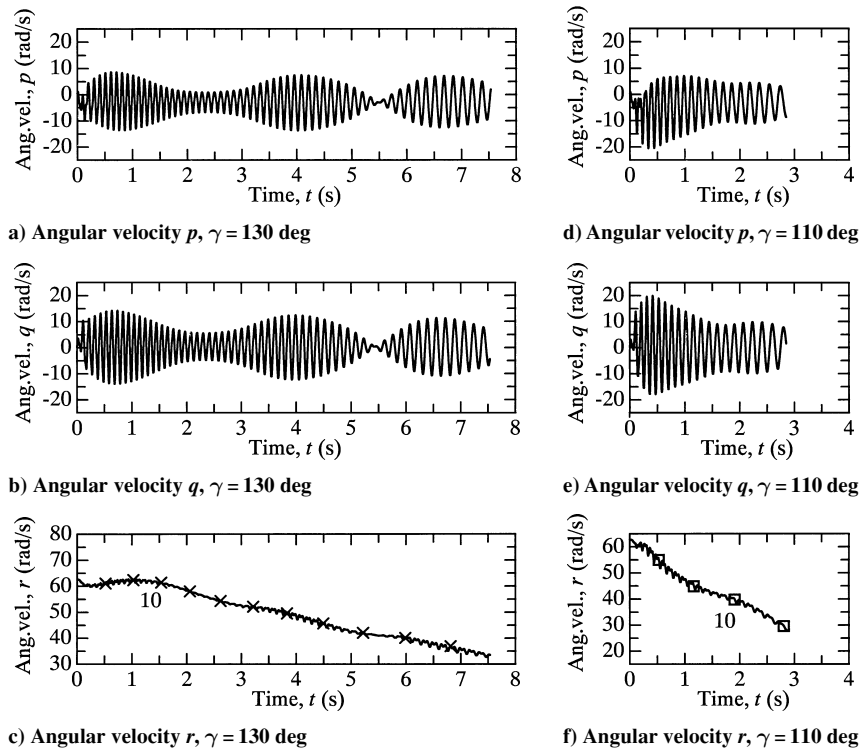 Ang.vel., p (rad/s)
20
10
0
-10
-20
0 1 2 3 4 5 6 7 8
Time, t (s)
a) Angular velocity p, γ = 130 deg
Ang.vel., p (rad/s)
20
10
0
-10
-20
0 1 2 3 4
Time, t (s)
d) Angular velocity p, γ = 110 deg
Ang.vel., q (rad/s)
20
10
0
-10
-20
0 1 2 3 4 5 6 7 8
Time, t (s)
b) Angular velocity q, γ = 130 deg
Ang.vel., q (rad/s)
20
10
0
-10
-20
0 1 2 3 4
Time, t (s)
e) Angular velocity q, γ = 110 deg
Ang.vel., r (rad/s)
80
70
60
50
40
30
10
0 1 2 3 4 5 6 7 8
Time, t (s)
c) Angular velocity r, γ = 130 deg
Ang.vel., r (rad/s)
60
50
40
30
20
10
0 1 2 3 4
Time, t (s)
f) Angular velocity r, γ = 110 deg